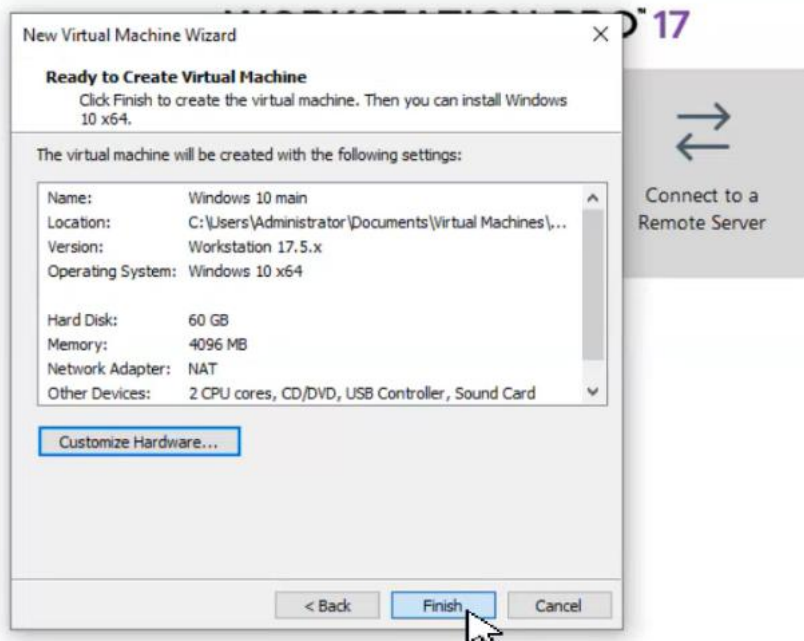 17
New Virtual Machine Wizard
Ready to Create Virtual Machine
Click Finish to create the virtual machine. Then you can install Windows
10 x64.
The virtual machine will be created with the following settings:
Name: Windows 10 main
Location: C:\Users\Administrator\Documents\Virtual Machines\...
Version: Workstation 17.5.x
Operating System: Windows 10 x64
Hard Disk: 60 GB
Memory: 4096 MB
Network Adapter: NAT
Other Devices: 2 CPU cores, CD/DVD, USB Controller, Sound Card
Customize Hardware...
< Back
Finish
Cancel
Connect to a
Remote Server